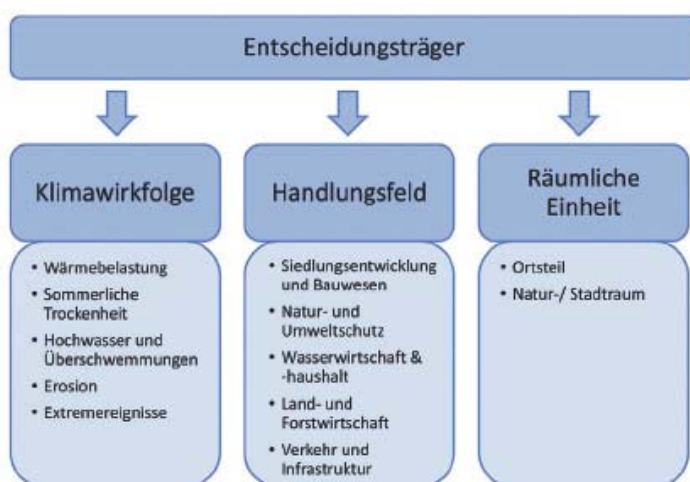 Entscheidungsträger
Klimawirkfolge
• Wärmebelastung
• Sommerliche
Trockenheit
• Hochwasser und
Überschwemmungen
• Erosion
• Extremereignisse
Handlungsfeld
• Siedlungsentwicklung
und Bauwesen
• Natur- und
Umweltschutz
• Wasserwirtschaft &
-haushalt
• Land- und
Forstwirtschaft
• Verkehr und
Infrastruktur
Räumliche
Einheit
• Ortsteil
• Natur-/ Stadtraum